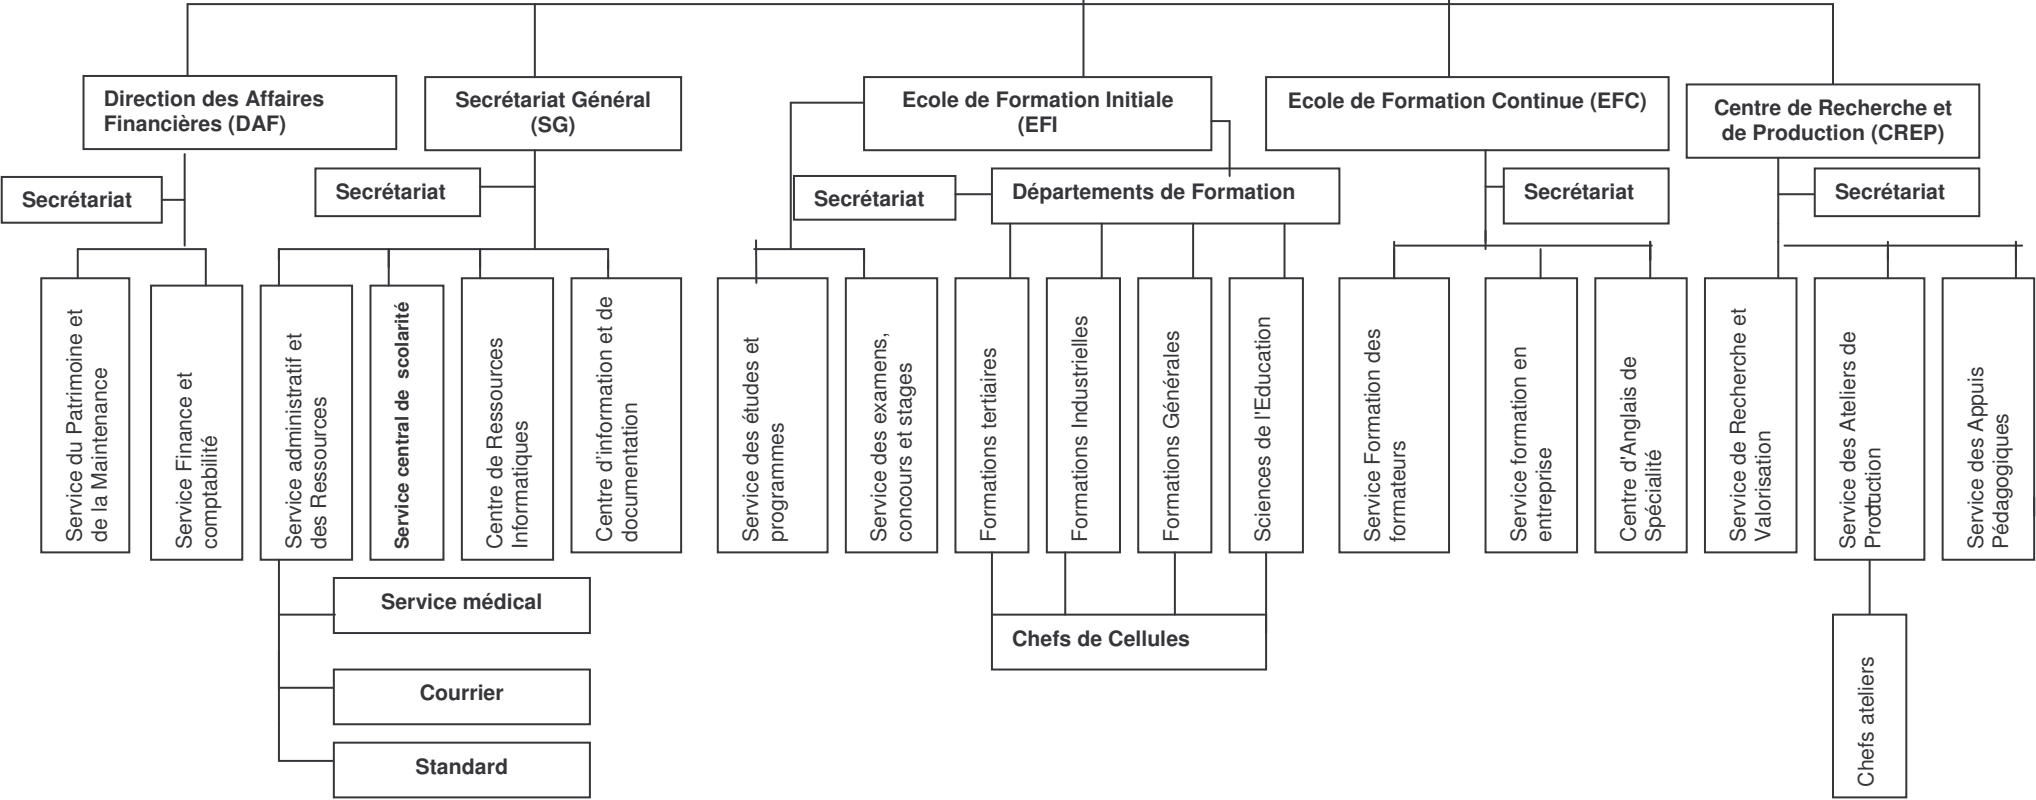 Direction des Affaires
Financières (DAF)
Secrétariat Général
(SG)
Ecole de Formation Initiale
(EFI
Ecole de Formation Continue (EFC)
Centre de Recherche et
de Production (CREP)
Secrétariat
Secrétariat
Secrétariat
Départements de Formation
Secrétariat
Secrétariat
Service du Patrimoine et
de la Maintenance
Service Finance et
comptabilité
Service administratif et
des Ressources
Service central de scolarité
Centre de Ressources
Informatiques
Centre d'information et de
documentation
Service des études et
programmes
Service des examens,
concours et stages
Formations tertiaires
Formations Industrielles
Formations Générales
Sciences de l'Education
Service Formation des
formateurs
Service formation en
entreprise
Centre d'Anglais de
Spécialité
Service de Recherche et
Valorisation
Service des Ateliers de
Production
Service des Appuis
Pédagogiques
Service médical
Courrier
Standard
Chefs de Cellules
Chefs ateliers